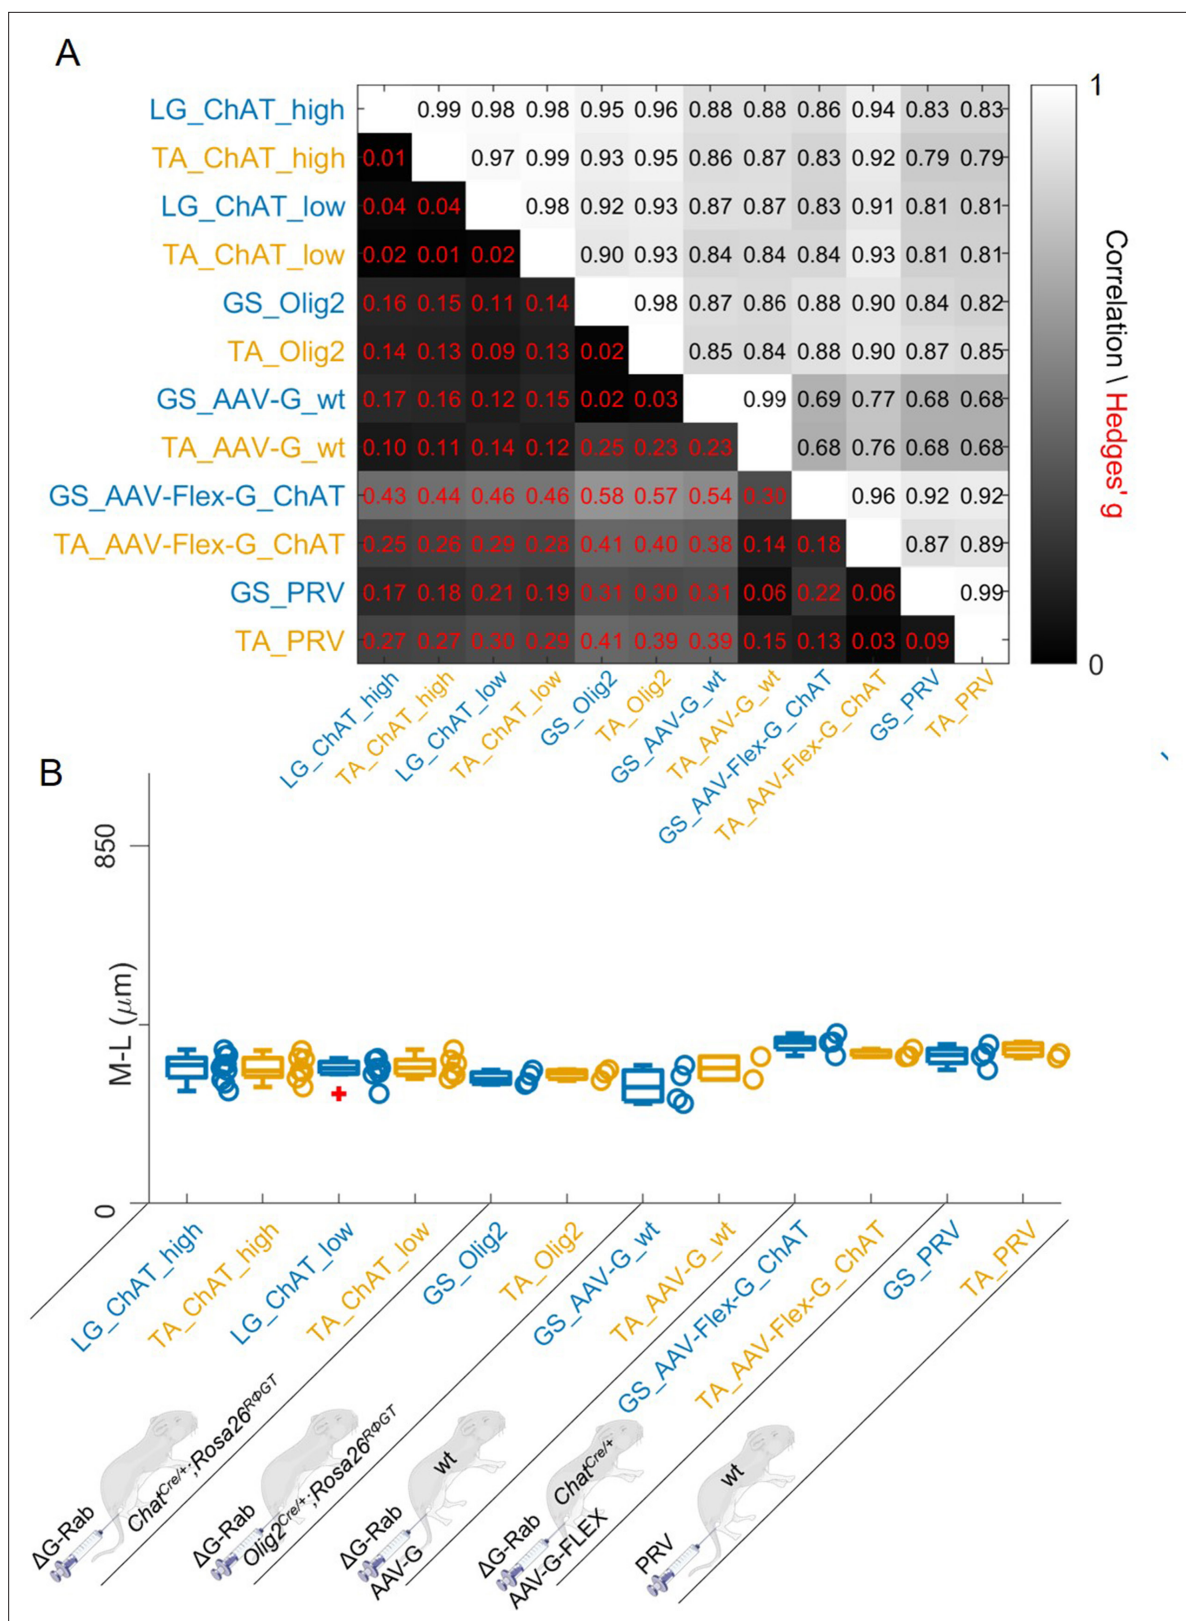 A
LG_ChAT_high 0.99 0.98 0.98 0.95 0.96 0.88 0.88 0.86 0.94 0.83 0.83
TA_ChAT_high 0.01 0.97 0.99 0.93 0.95 0.86 0.87 0.83 0.92 0.79 0.79
LG_ChAT_low 0.04 0.04 0.98 0.92 0.93 0.87 0.87 0.83 0.91 0.81 0.81
TA_ChAT_low 0.02 0.01 0.02 0.90 0.93 0.84 0.84 0.84 0.93 0.81 0.81
GS_Olig2 0.16 0.15 0.11 0.14 0.98 0.87 0.86 0.88 0.90 0.84 0.82
TA_Olig2 0.14 0.13 0.09 0.13 0.02 0.85 0.84 0.88 0.90 0.87 0.85
GS_AAV-G_wt 0.17 0.16 0.12 0.15 0.02 0.03 0.99 0.69 0.77 0.68 0.68
TA_AAV-G_wt 0.10 0.11 0.14 0.12 0.25 0.23 0.23 0.68 0.76 0.68 0.68
GS_AAV-Flex-G_ChAT 0.43 0.44 0.46 0.46 0.58 0.57 0.54 0.30 0.96 0.92 0.92
TA_AAV-Flex-G_ChAT 0.25 0.26 0.29 0.28 0.41 0.40 0.38 0.14 0.18 0.87 0.89
GS_PRV 0.17 0.18 0.21 0.19 0.31 0.30 0.31 0.06 0.22 0.06 0.99
TA_PRV 0.27 0.27 0.30 0.29 0.41 0.39 0.39 0.15 0.13 0.03 0.09
LG_ChAT_high
TA_ChAT_high
LG_ChAT_low
TA_ChAT_low
GS_Olig2
TA_Olig2
GS_AAV-G_wt
TA_AAV-G_wt
GS_AAV-Flex-G_ChAT
TA_AAV-Flex-G_ChAT
GS_PRV
TA_PRV
1
Correlation \ Hedges' g
0
B
850
M-L (μm)
0
LG_ChAT_high
TA_ChAT_high
LG_ChAT_low
TA_ChAT_low
GS_Olig2
TA_Olig2
GS_AAV-G_wt
TA_AAV-G_wt
GS_AAV-Flex-G_ChAT
TA_AAV-Flex-G_ChAT
GS_PRV
TA_PRV
ΔG-Rab
Chat^Cre/+;Rosa26^RΦGT
ΔG-Rab
Olig2^Cre/+;Rosa26^RΦGT
ΔG-Rab
AAV-G
wt
ΔG-Rab
AAV-G-FLEX
Chat^Cre/+
PRV
wt